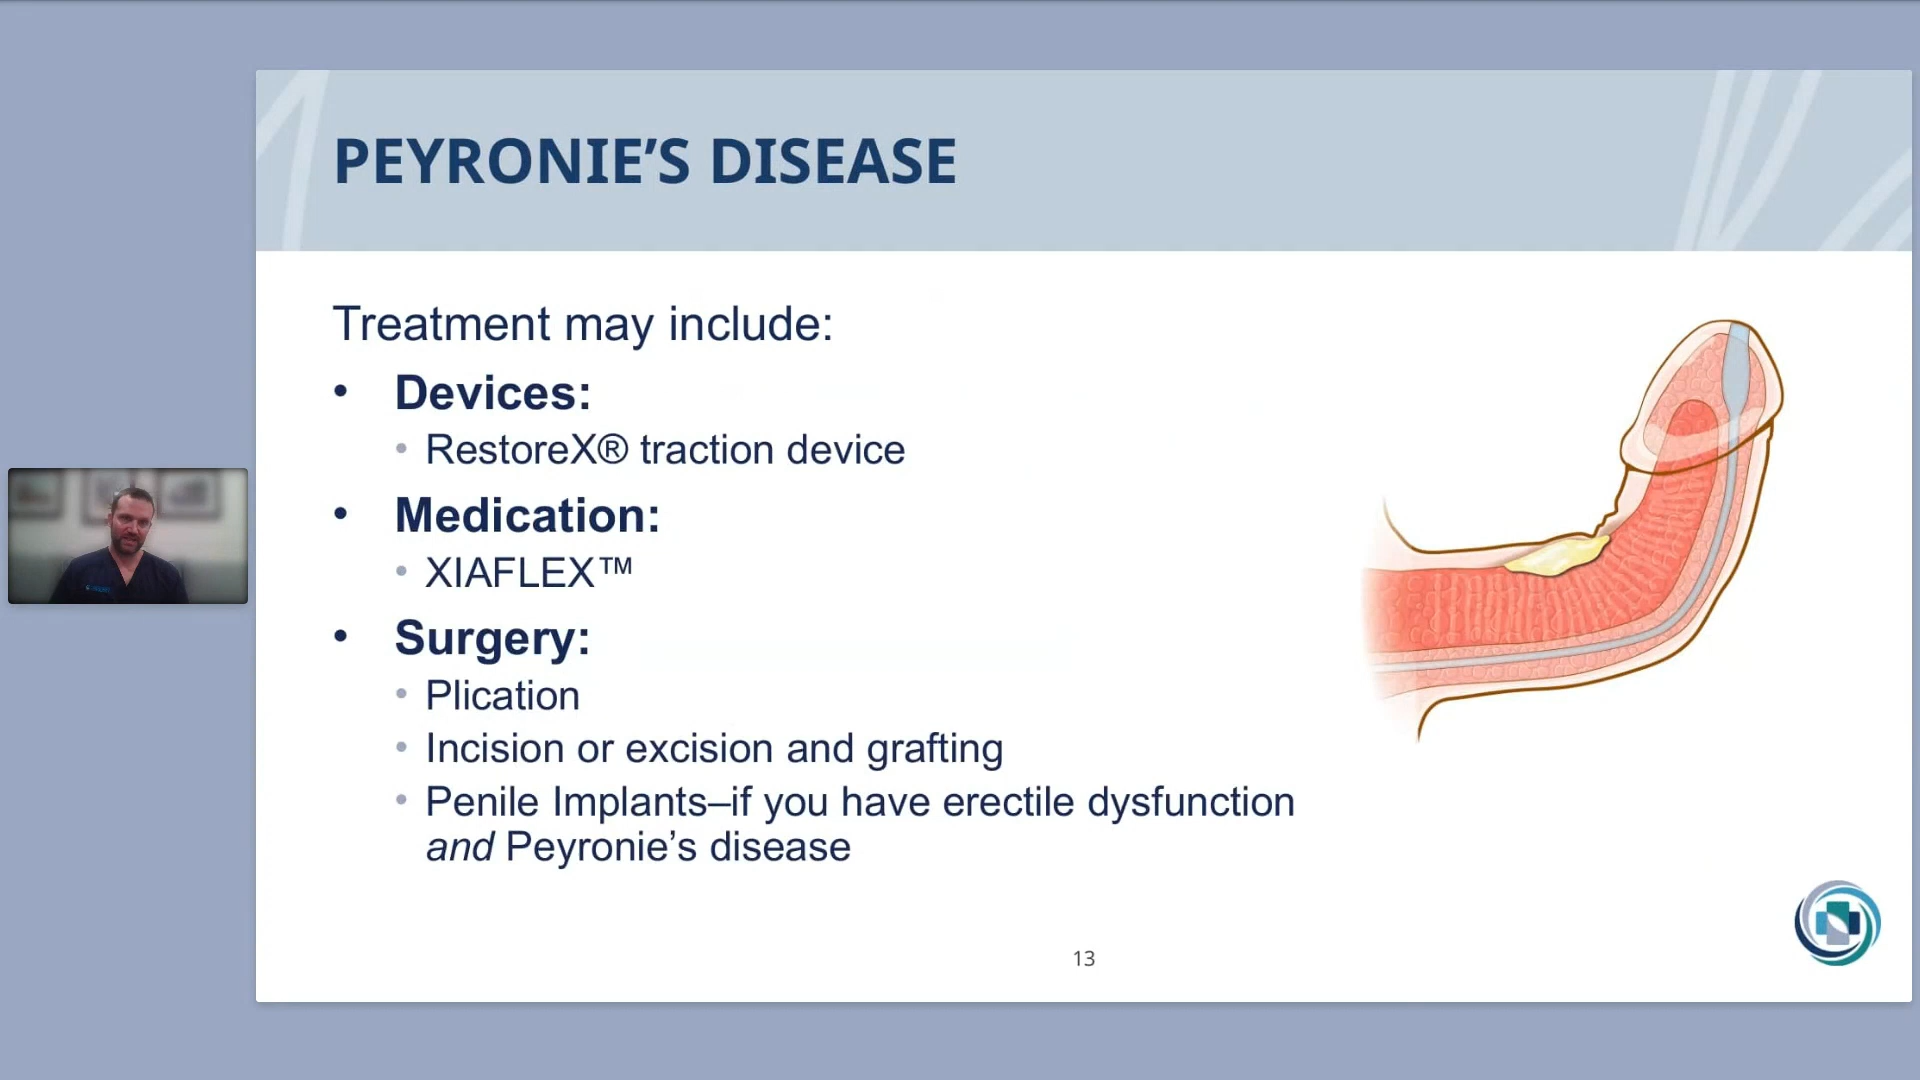 PEYRONIE’S DISEASE
Treatment may include:
• Devices:
• RestoreX® traction device
• Medication:
• XIAFLEX™
• Surgery:
• Plication
• Incision or excision and grafting
• Penile Implants–if you have erectile dysfunction
and Peyronie’s disease
13